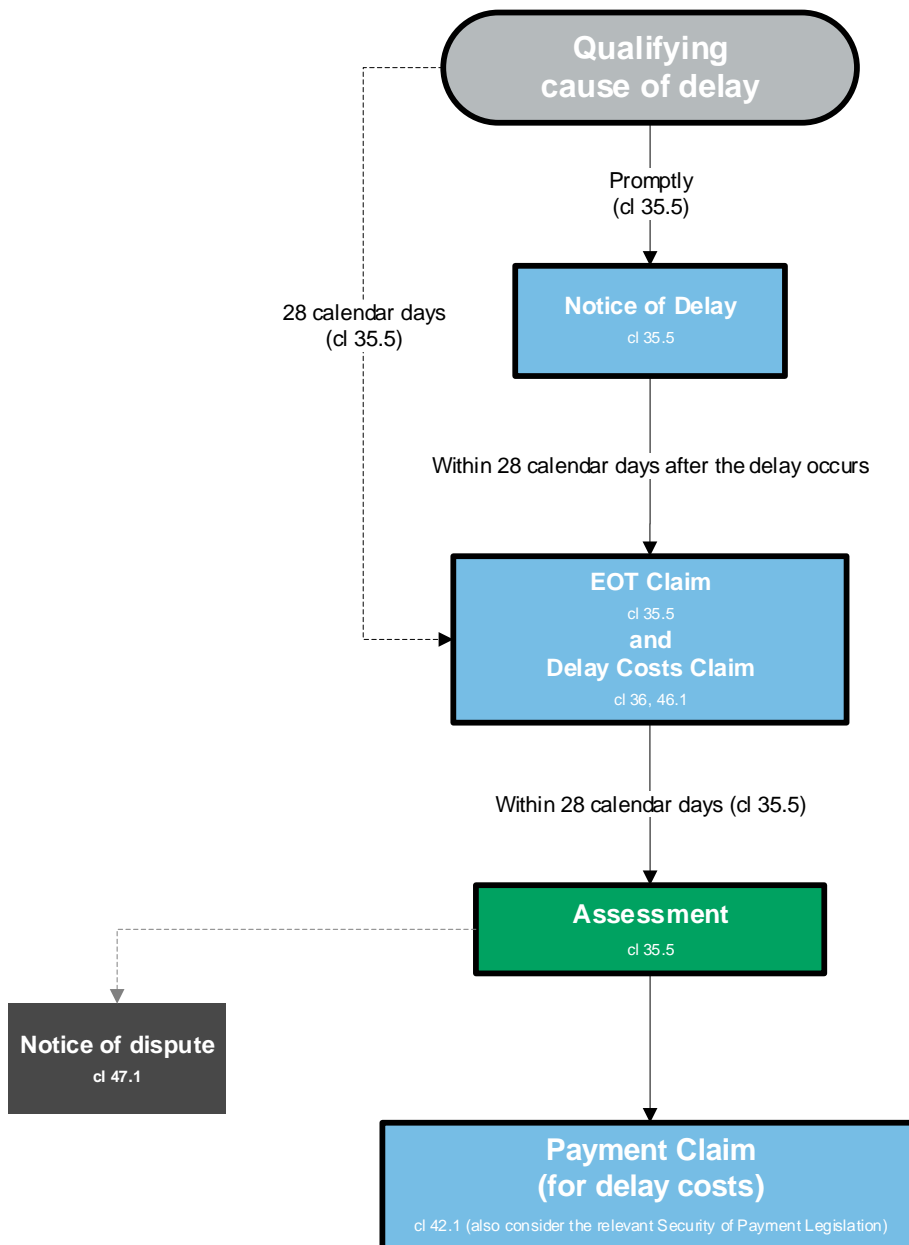 Qualifying
cause of delay
Promptly
(cl 35.5)
Notice of Delay
cl 35.5
28 calendar days
(cl 35.5)
Within 28 calendar days after the delay occurs
EOT Claim
cl 35.5
and
Delay Costs Claim
cl 36, 46.1
Within 28 calendar days (cl 35.5)
Assessment
cl 35.5
Notice of dispute
cl 47.1
Payment Claim
(for delay costs)
cl 42.1 (also consider the relevant Security of Payment Legislation)